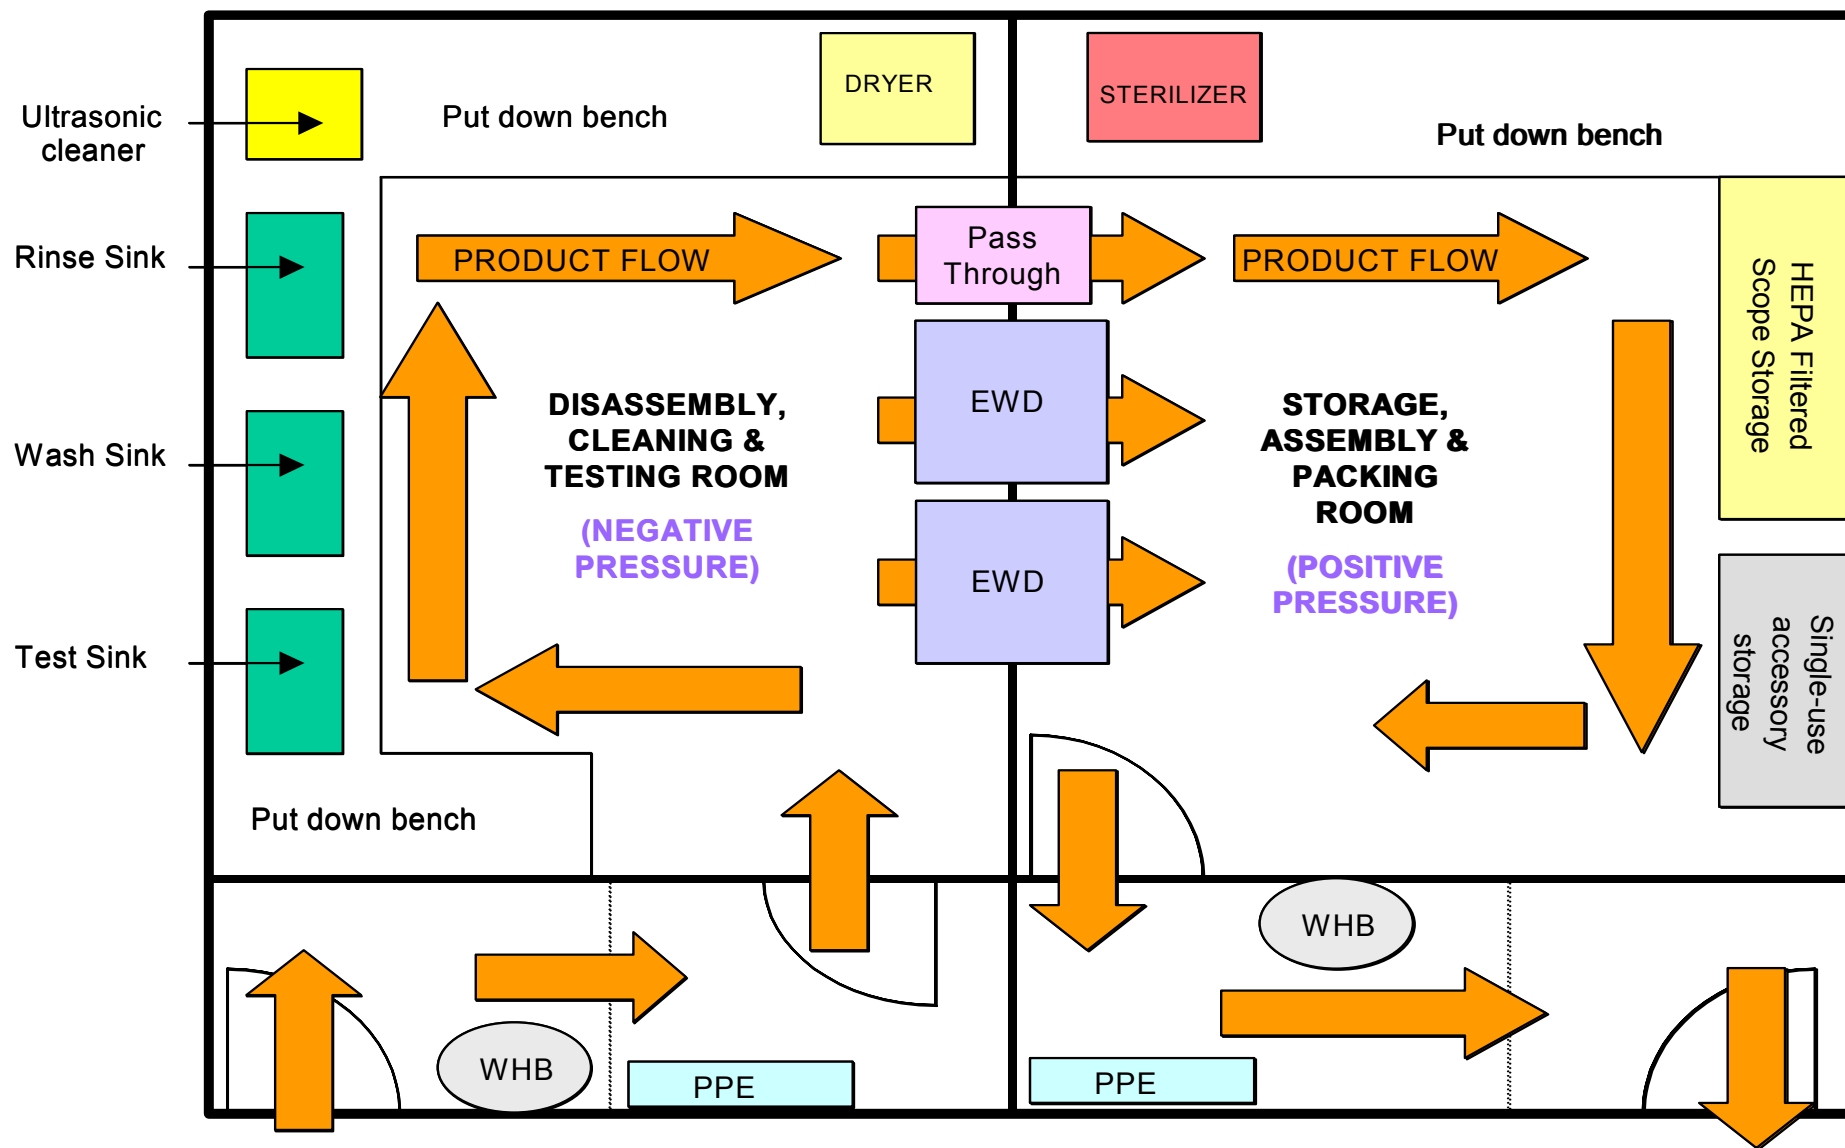 DRYER
STERILIZER
Ultrasonic
cleaner
Put down bench
Put down bench
Rinse Sink
PRODUCT FLOW
Pass
Through
PRODUCT FLOW
HEPA Filtered
Scope Storage
Wash Sink
DISASSEMBLY,
CLEANING &
TESTING ROOM
(NEGATIVE
PRESSURE)
EWD
EWD
STORAGE,
ASSEMBLY &
PACKING
ROOM
(POSITIVE
PRESSURE)
Single-use
accessory
storage
Test Sink
Put down bench
WHB
PPE
WHB
PPE